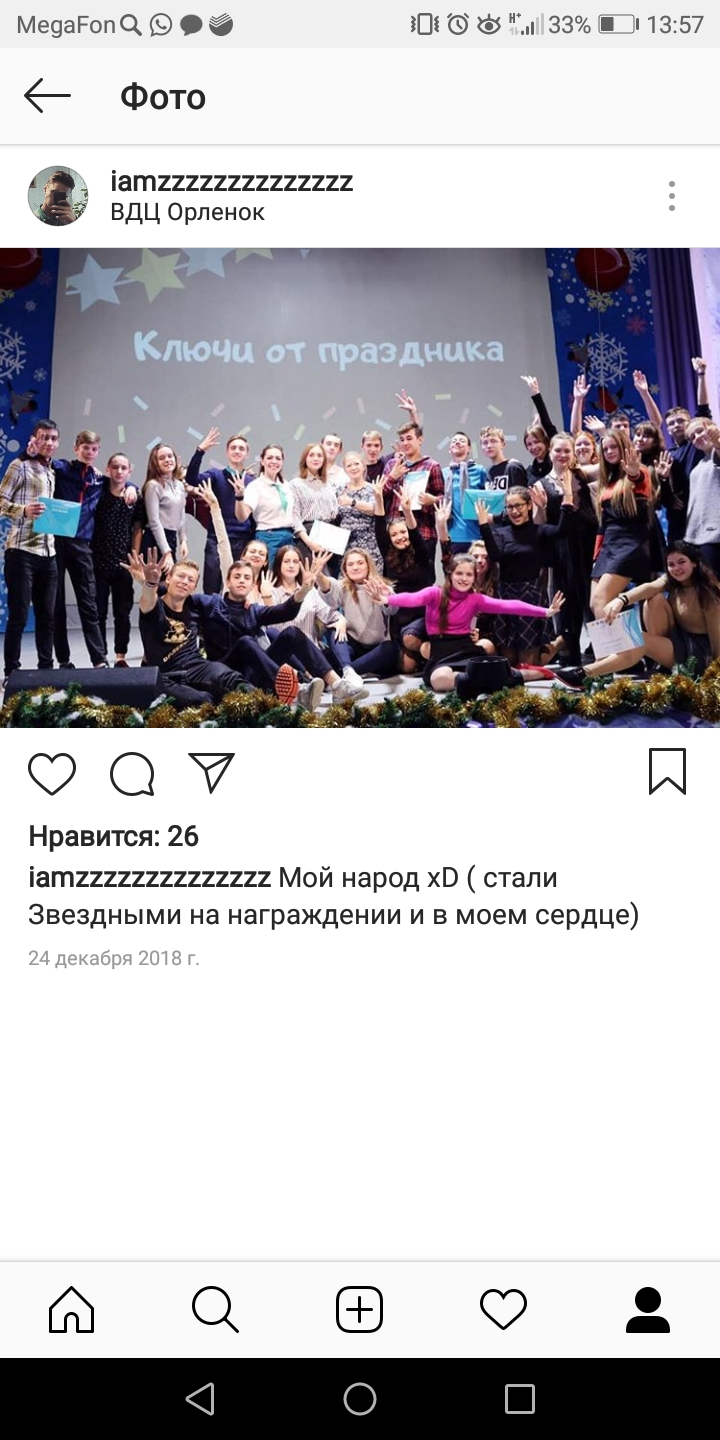 MegaFon 33% 13:57
Фото
iamzzzzzzzzzzzzzz
ВДЦ Орленок
Ключи от праздника
Нравится: 26
iamzzzzzzzzzzzzzz Мой народ xD ( стали
Звездными на награждении и в моем сердце)
24 декабря 2018 г.